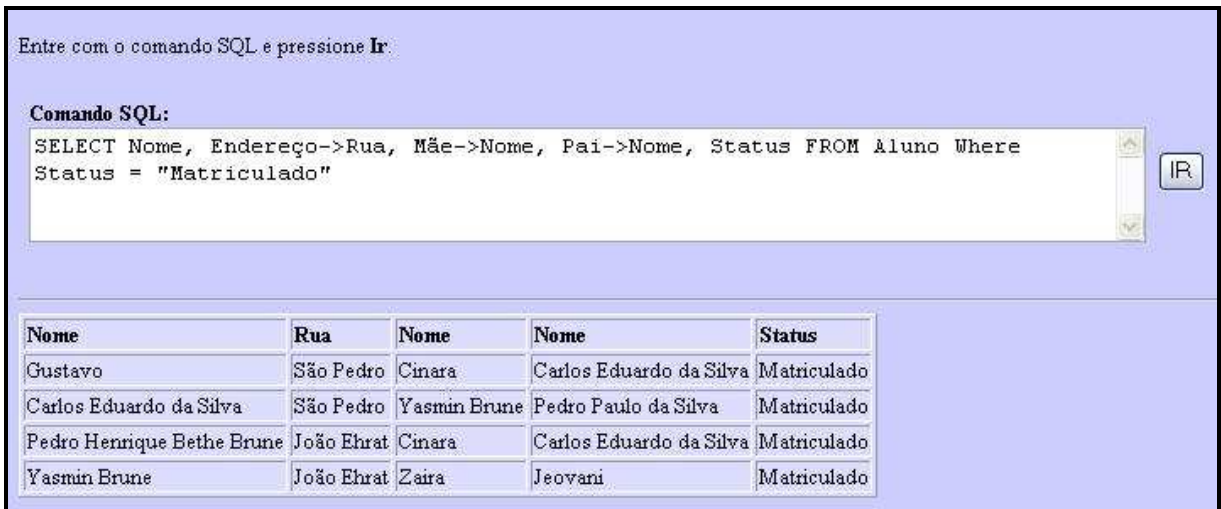 Entre com o comando SQL e pressione Ir.
Comando SQL:
SELECT Nome, Endereço->Rua, Mãe->Nome, Pai->Nome, Status FROM Aluno Where
Status = "Matriculado"
IR
Nome Rua Nome Nome Status
Gustavo São Pedro Cinara Carlos Eduardo da Silva Matriculado
Carlos Eduardo da Silva São Pedro Yasmin Brune Pedro Paulo da Silva Matriculado
Pedro Henrique Bethe Brune João Ehrat Cinara Carlos Eduardo da Silva Matriculado
Yasmin Brune João Ehrat Zaira Jeovani Matriculado